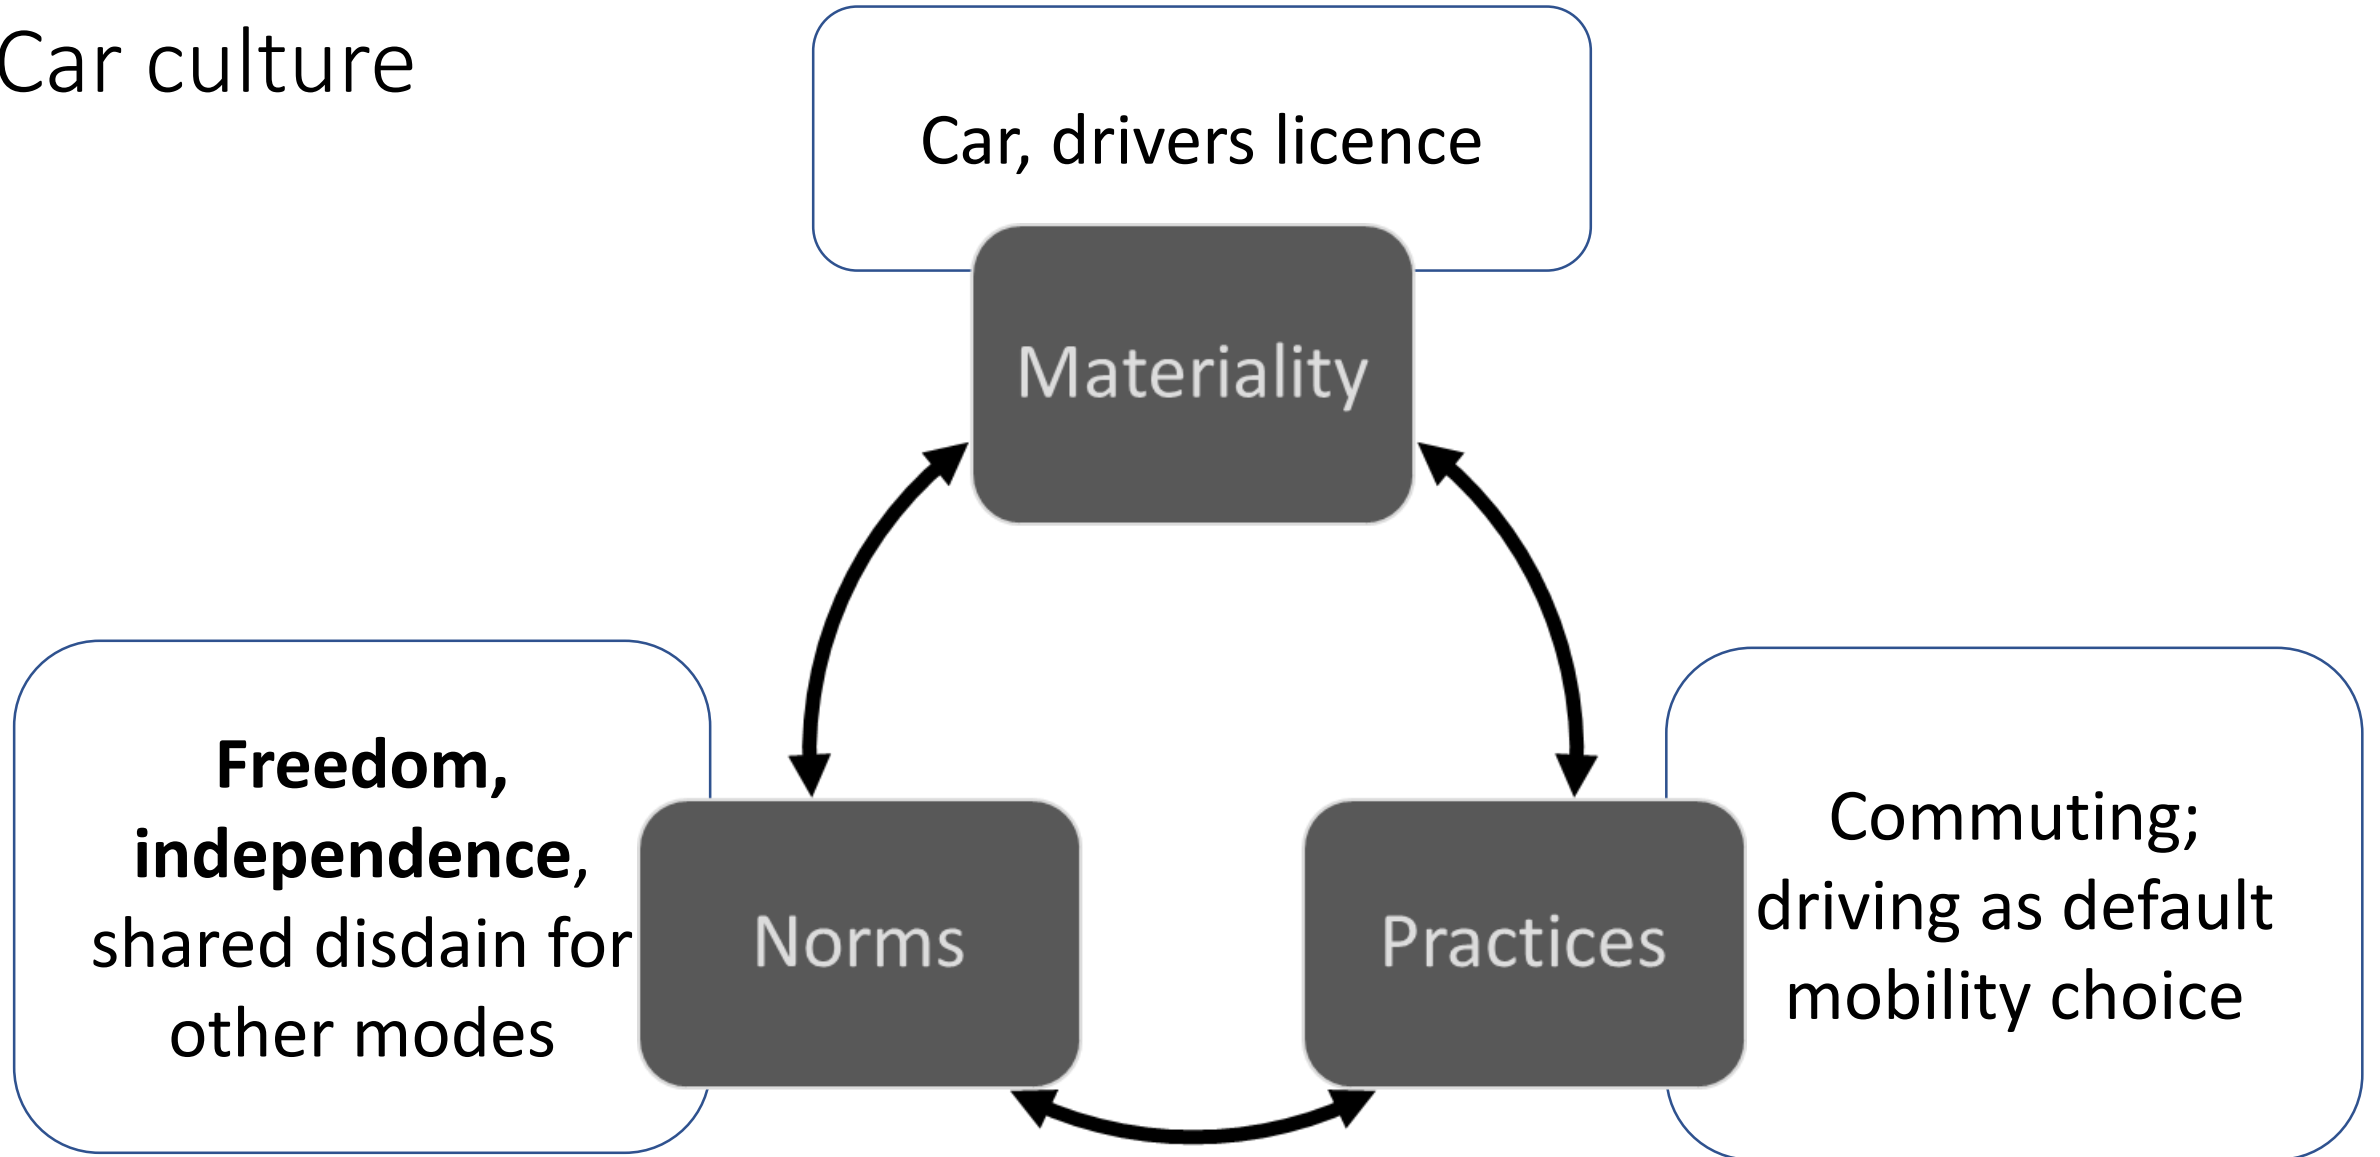 Car culture
Car, drivers licence
Materiality
Freedom,
independence,
shared disdain for
other modes
Norms
Practices
Commuting;
driving as default
mobility choice